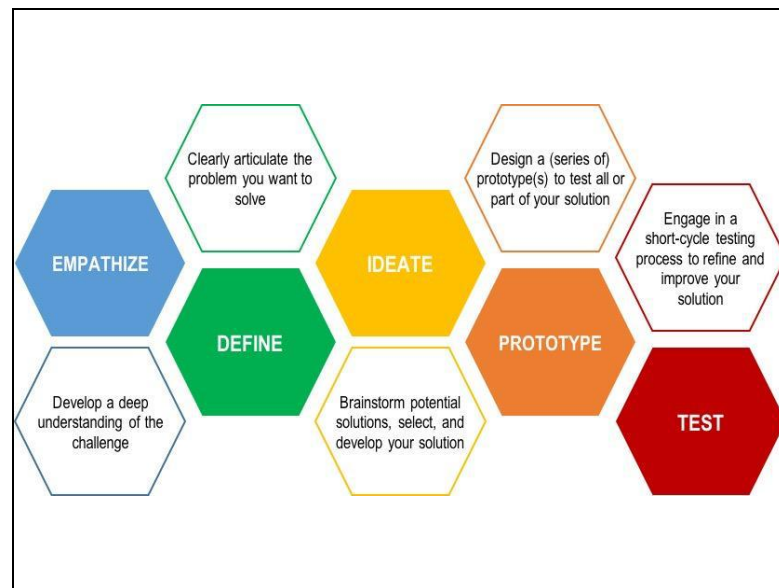 EMPATHIZE
Develop a deep
understanding of the
challenge
Clearly articulate the
problem you want to
solve
DEFINE
IDEATE
Brainstorm potential
solutions, select, and
develop your solution
Design a (series of)
prototype(s) to test all or
part of your solution
PROTOTYPE
Engage in a
short-cycle testing
process to refine and
improve your
solution
TEST